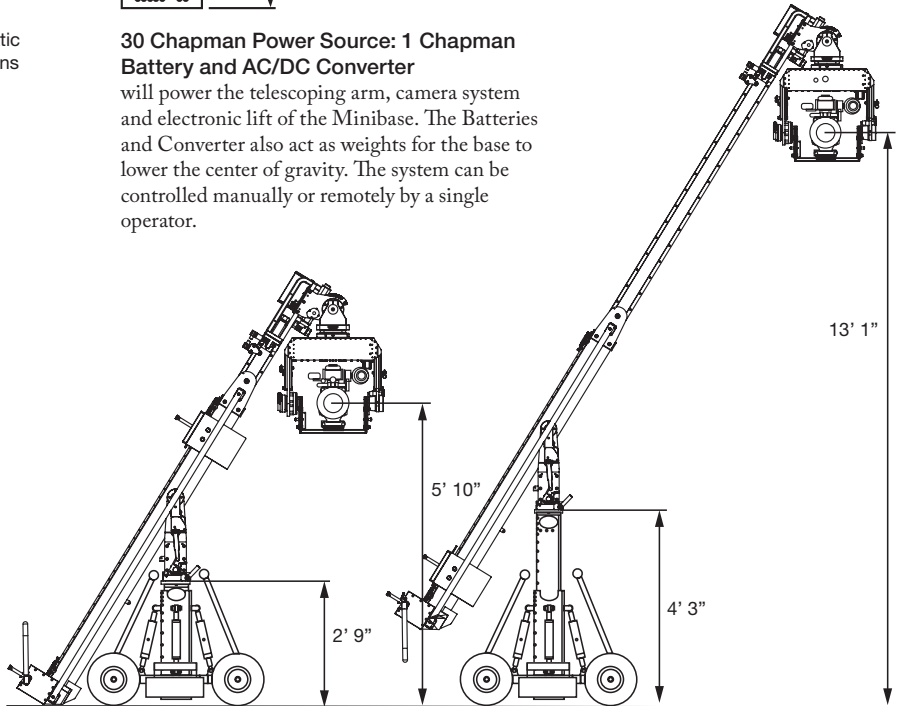 tic
ns
30 Chapman Power Source: 1 Chapman
Battery and AC/DC Converter
will power the telescoping arm, camera system
and electronic lift of the Minibase. The Batteries
and Converter also act as weights for the base to
lower the center of gravity. The system can be
controlled manually or remotely by a single
operator.
13’ 1”
5’ 10”
4’ 3”
2’ 9”